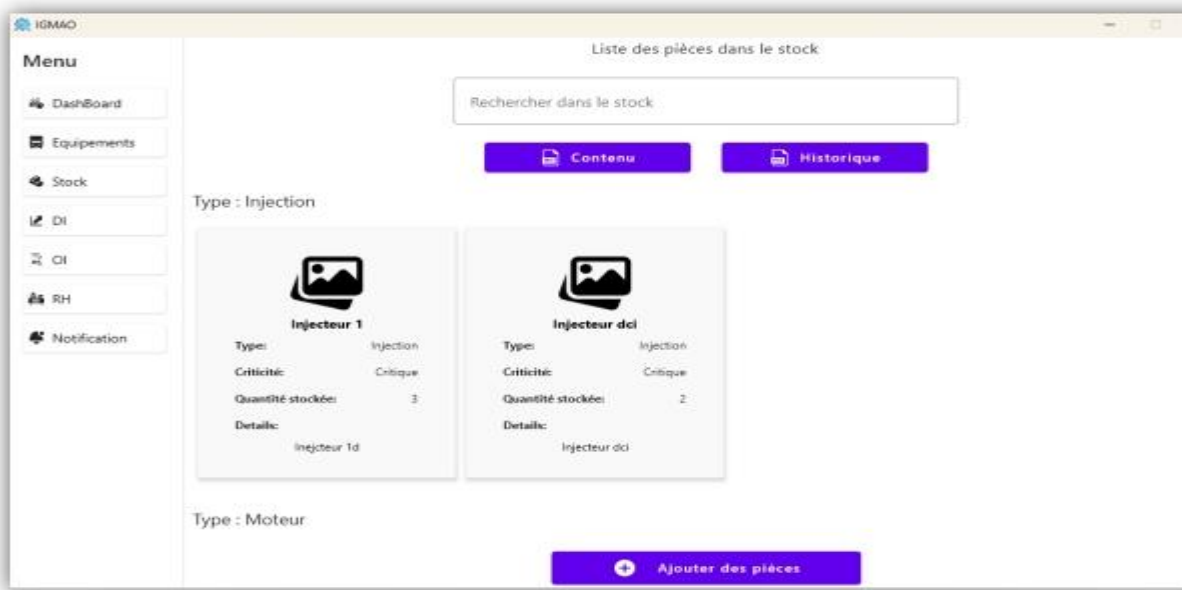 IGMAO
Menu
DashBoard
Equipements
Stock
DI
OI
RH
Notification
Liste des pièces dans le stock
Rechercher dans le stock
Contenu Historique
Type : Injection
Injecteur 1
Type: Injection
Criticité: Critique
Quantité stockée: 3
Details:
Inejcteur 1d
Injecteur dci
Type: Injection
Criticité: Critique
Quantité stockée: 2
Details:
Injecteur dci
Type : Moteur
Ajouter des pièces